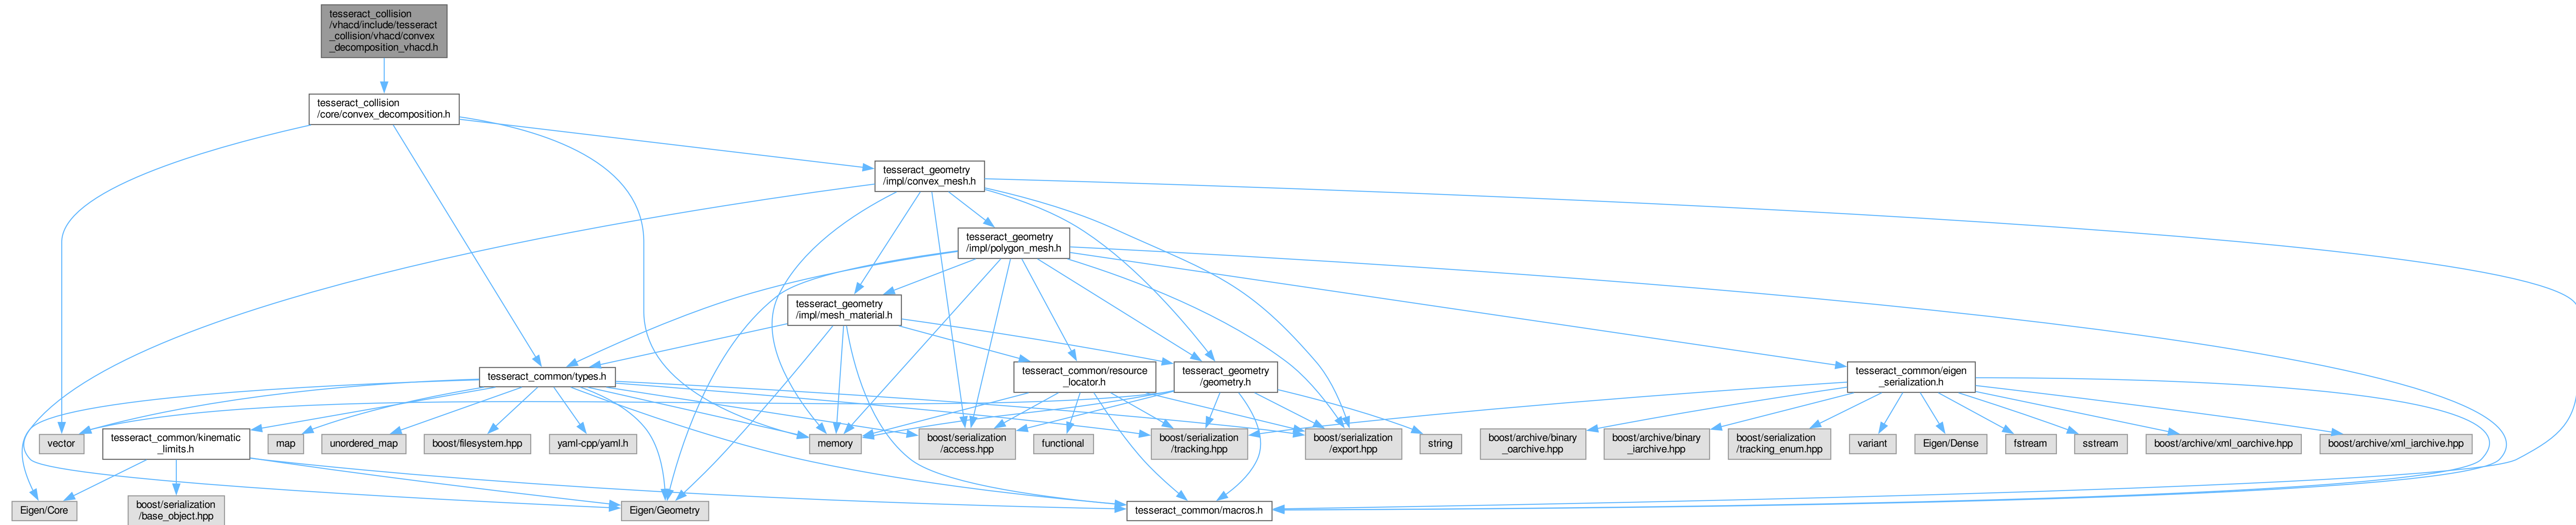 tesseract_collision
/vhacd/include/tesseract
_collision/vhacd/convex
_decomposition_vhacd.h
tesseract_collision
/core/convex_decomposition.h
tesseract_geometry
/impl/convex_mesh.h
tesseract_geometry
/impl/polygon_mesh.h
tesseract_geometry
/impl/mesh_material.h
tesseract_common/types.h
tesseract_common/resource
_locator.h
tesseract_geometry
/geometry.h
tesseract_common/eigen
_serialization.h
vector
tesseract_common/kinematic
_limits.h
map
unordered_map
boost/filesystem.hpp
yaml-cpp/yaml.h
memory
boost/serialization
/access.hpp
functional
boost/serialization
/tracking.hpp
boost/serialization
/export.hpp
string
boost/archive/binary
_oarchive.hpp
boost/archive/binary
_iarchive.hpp
boost/serialization
/tracking_enum.hpp
variant
Eigen/Dense
fstream
sstream
boost/archive/xml_oarchive.hpp
boost/archive/xml_iarchive.hpp
Eigen/Core
boost/serialization
/base_object.hpp
Eigen/Geometry
tesseract_common/macros.h